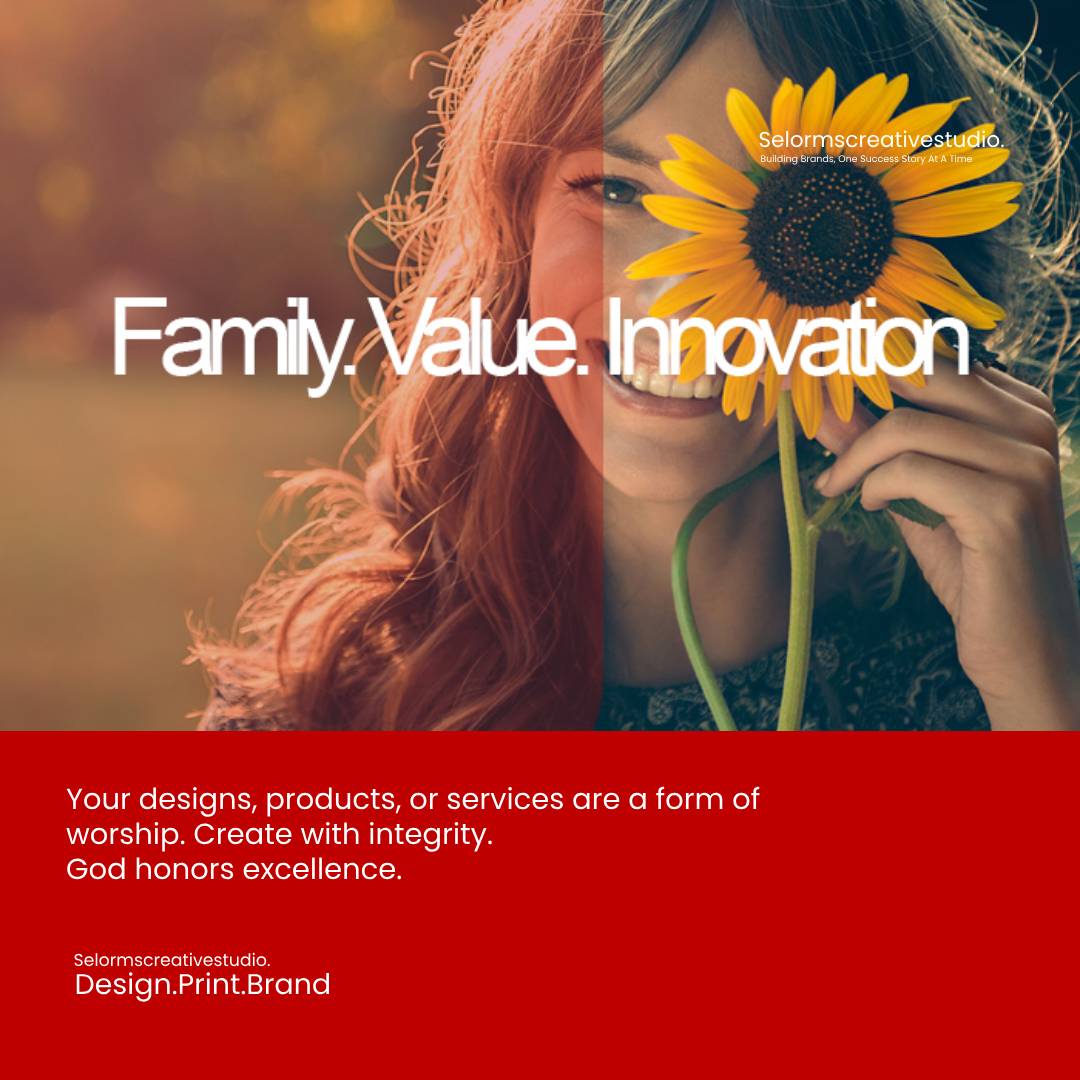 Selormscreativestudio.
Building Brands, One Success Story At A Time
Family. Value. Innovation
Your designs, products, or services are a form of
worship. Create with integrity.
God honors excellence.
Selormscreativestudio.
Design.Print.Brand